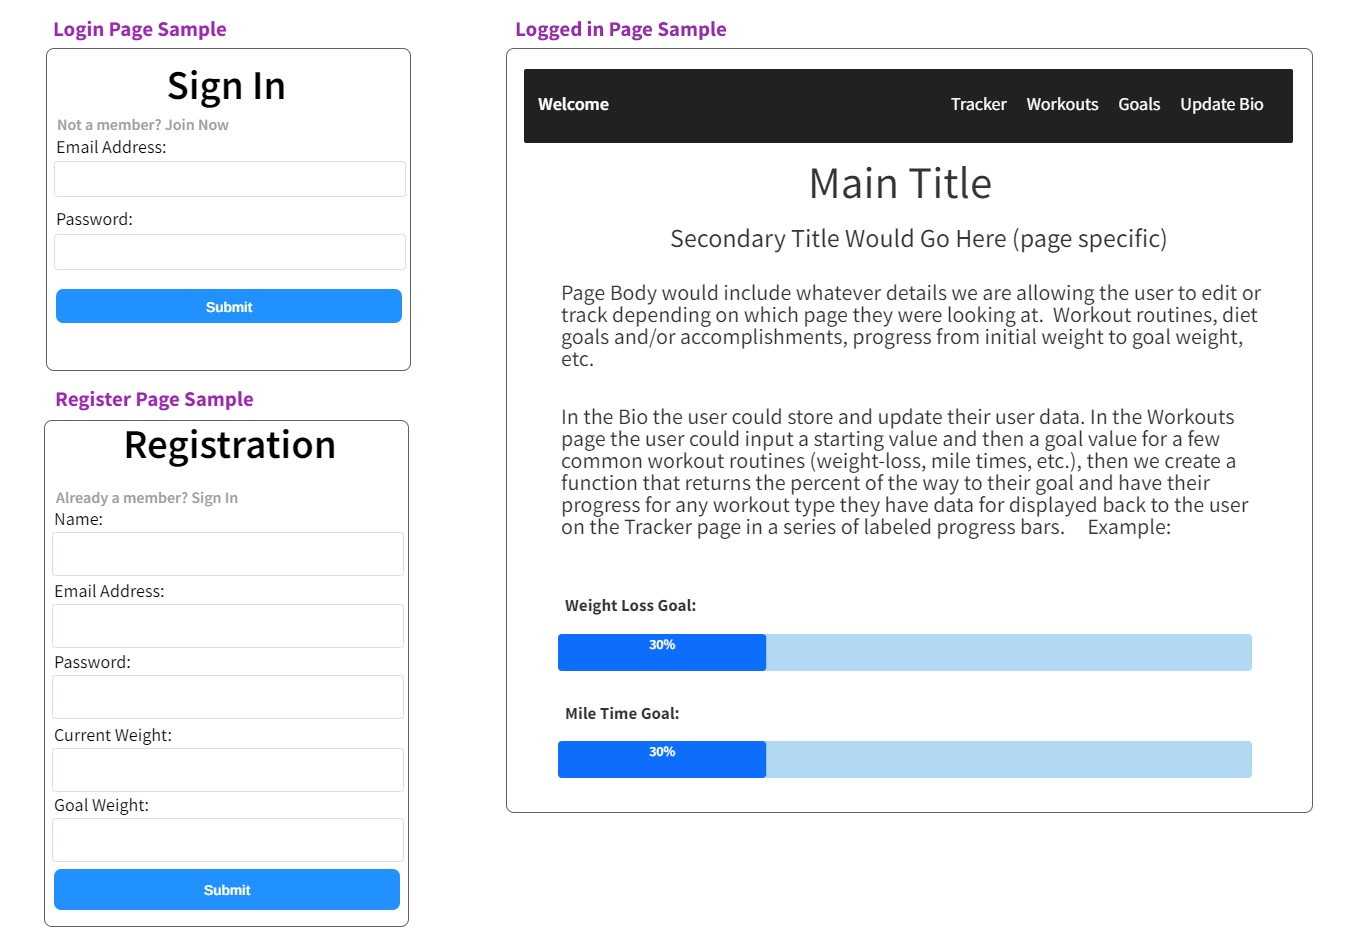 Login Page Sample
Sign In
Not a member? Join Now
Email Address:
Password:
Submit
Register Page Sample
Registration
Already a member? Sign In
Name:
Email Address:
Password:
Current Weight:
Goal Weight:
Submit
Logged in Page Sample
Welcome Tracker Workouts Goals Update Bio
Main Title
Secondary Title Would Go Here (page specific)
Page Body would include whatever details we are allowing the user to edit or
track depending on which page they were looking at.  Workout routines, diet
goals and/or accomplishments, progress from initial weight to goal weight,
etc.
In the Bio the user could store and update their user data. In the Workouts
page the user could input a starting value and then a goal value for a few
common workout routines (weight-loss, mile times, etc.), then we create a
function that returns the percent of the way to their goal and have their
progress for any workout type they have data for displayed back to the user
on the Tracker page in a series of labeled progress bars.    Example:
Weight Loss Goal:
30%
Mile Time Goal:
30%